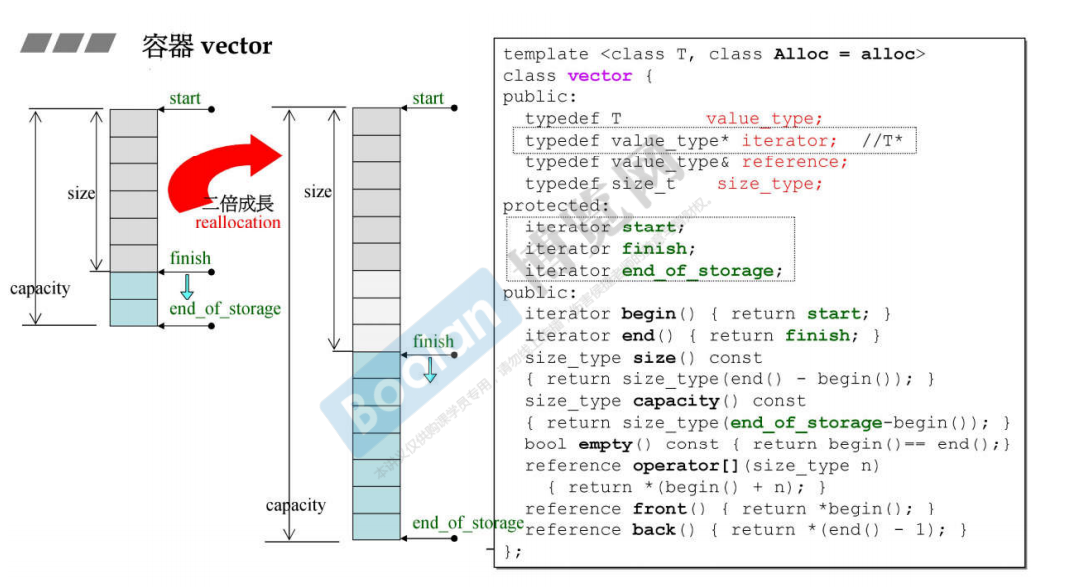 容器 vector
start
size
capacity
finish
end_of_storage
二倍成長
reallocation
start
size
finish
capacity
end_of_storage
template <class T, class Alloc = alloc>
class vector {
public:
typedef T value_type;
typedef value_type* iterator; //T*
typedef value_type& reference;
typedef size_t size_type;
protected:
iterator start;
iterator finish;
iterator end_of_storage;
public:
iterator begin() { return start; }
iterator end() { return finish; }
size_type size() const
{ return size_type(end() - begin()); }
size_type capacity() const
{ return size_type(end_of_storage-begin()); }
bool empty() const { return begin()== end();}
reference operator[](size_type n)
{ return *(begin() + n); }
reference front() { return *begin(); }
reference back() { return *(end() - 1); }
};
Boolan 博览网